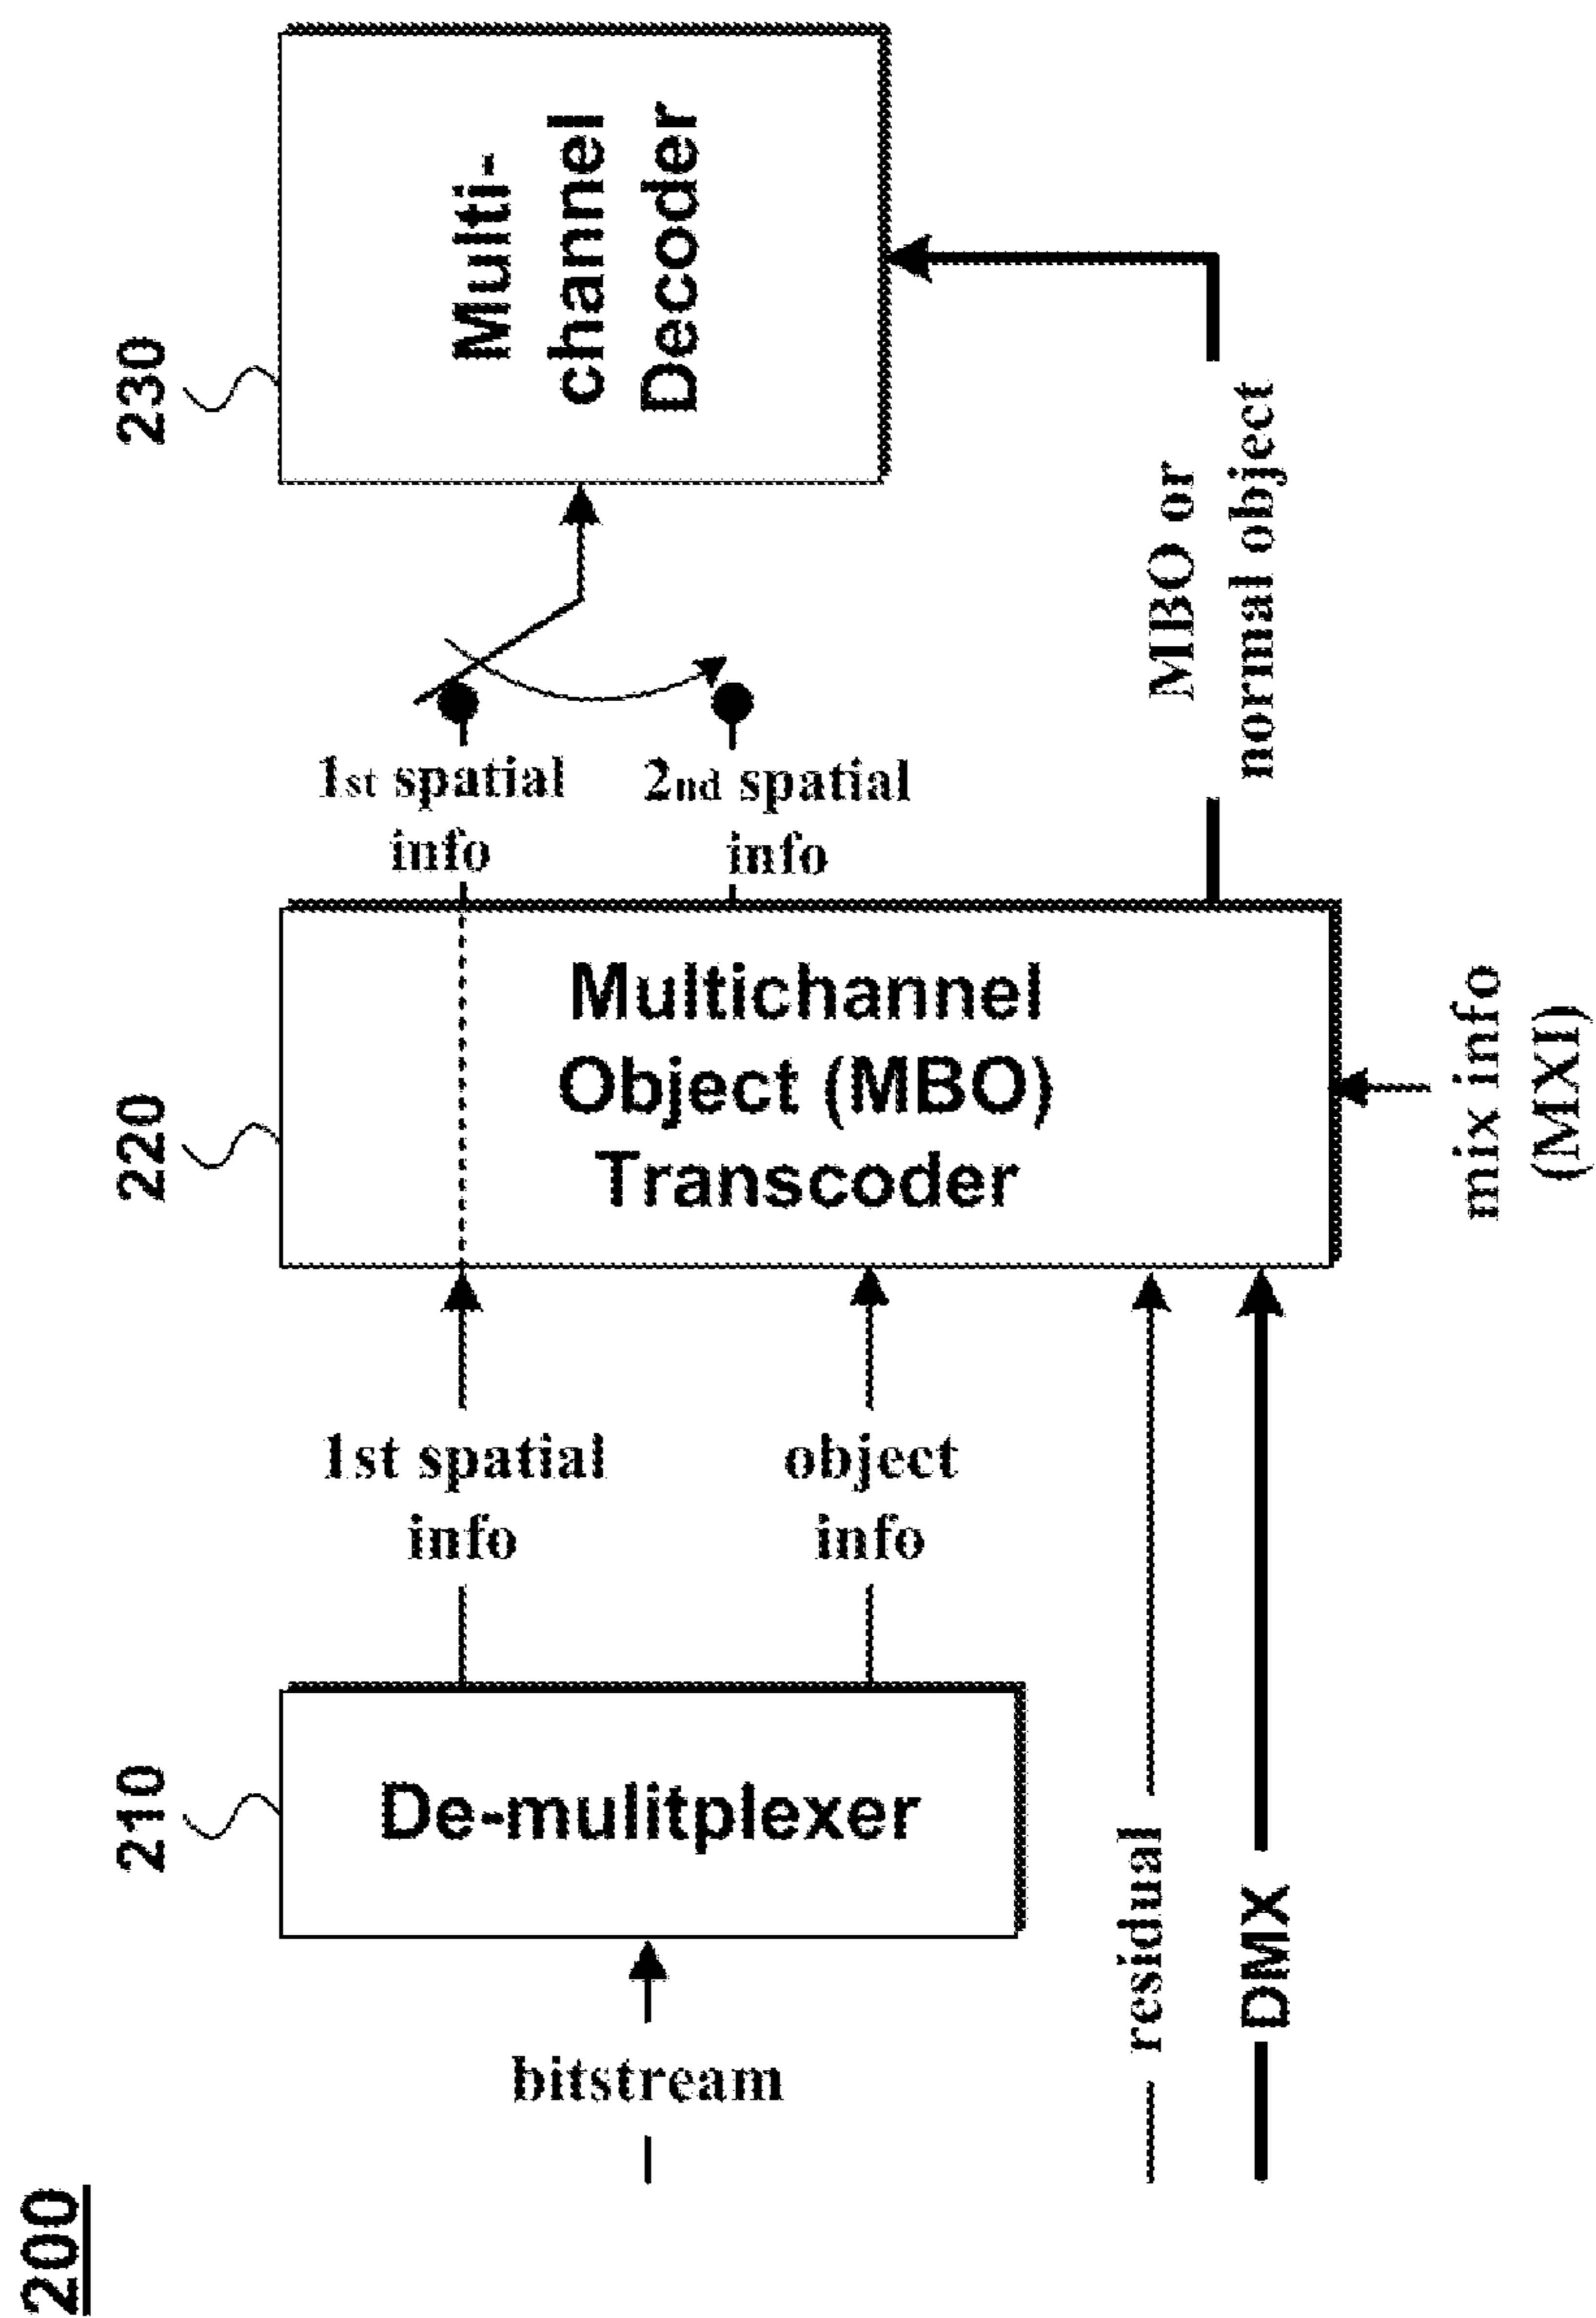 200
210
220
230
De-mulitplexer
Multichannel
Object (MBO)
Transcoder
Multi-
channel
Decoder
bitstream
1st spatial
info
object
info
1st spatial
info
2nd spatial
info
residual
DMX
mix info
(MXI)
MBO or
normal object